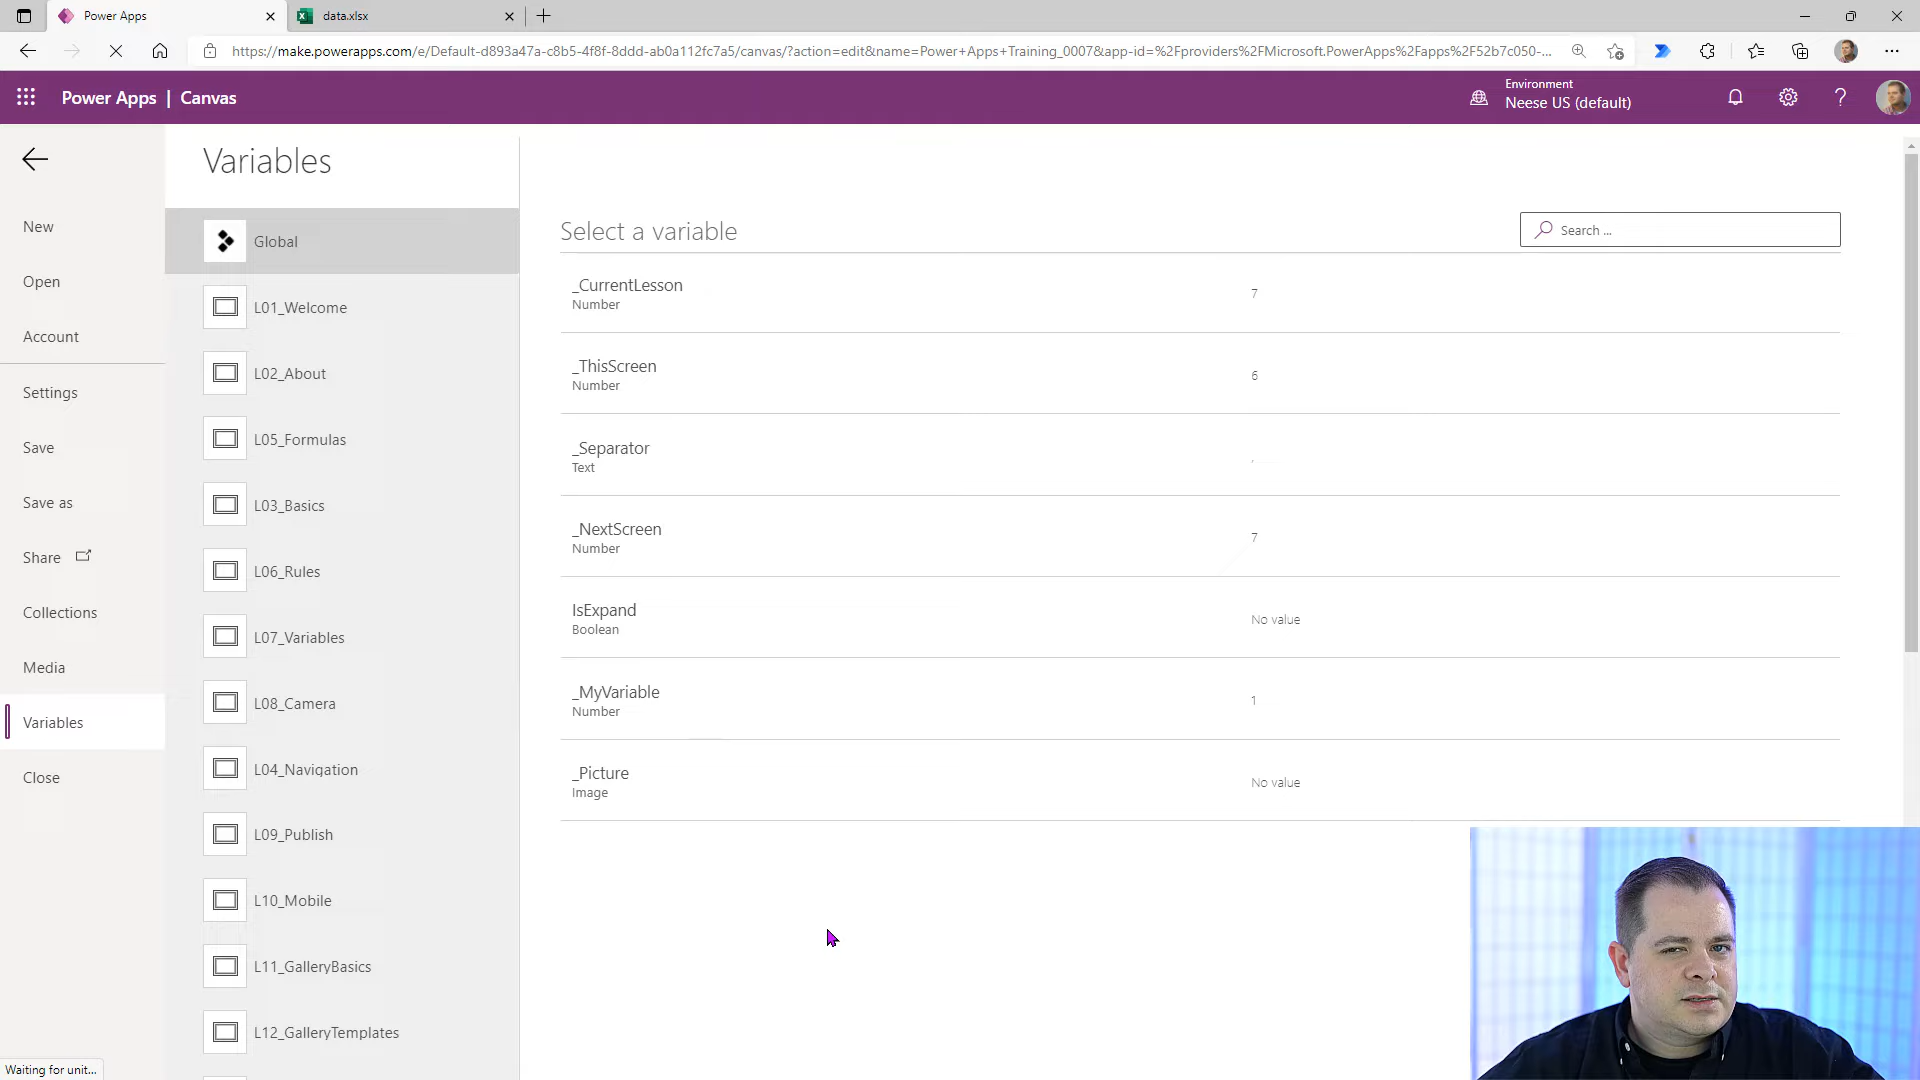 Power Apps
data.xlsx
https://make.powerapps.com/e/Default-d893a47a-c8b5-4f8f-8ddd-ab0a112fc7a5/canvas/?action=edit&name=Power+Apps+Training_0007&app-id=%2Fproviders%2FMicrosoft.PowerApps%2Fapps%2F52b7c050-...
Power Apps | Canvas
Environment
Neese US (default)
New
Open
Account
Settings
Save
Save as
Share
Collections
Media
Variables
Close
Variables
Global
L01_Welcome
L02_About
L05_Formulas
L03_Basics
L06_Rules
L07_Variables
L08_Camera
L04_Navigation
L09_Publish
L10_Mobile
L11_GalleryBasics
L12_GalleryTemplates
Select a variable
Search ...
_CurrentLesson
Number
7
_ThisScreen
Number
6
_Separator
Text
,
_NextScreen
Number
7
IsExpand
Boolean
No value
_MyVariable
Number
1
_Picture
Image
No value
Waiting for unit...